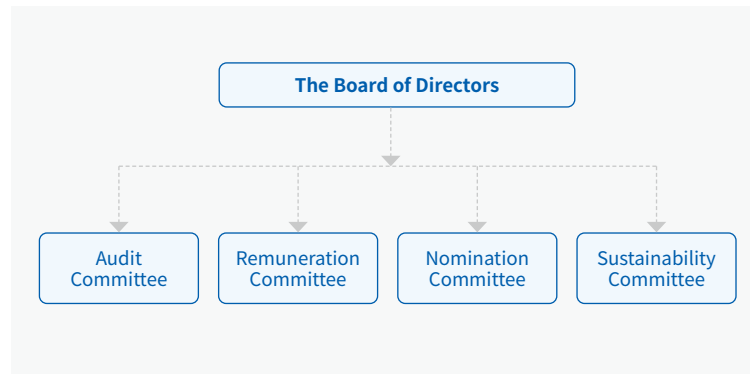 The Board of Directors
Audit
Committee
Remuneration
Committee
Nomination
Committee
Sustainability
Committee